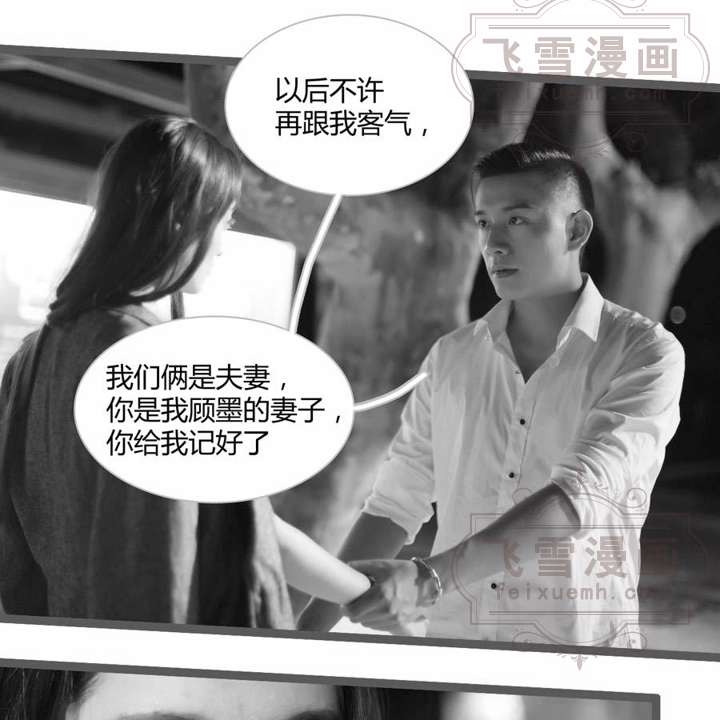 飞雪漫画
以后不许
再跟我客气，
我们俩是夫妻，
你是我顾墨的妻子，
你给我记好了
飞雪漫画
feixuemh.com